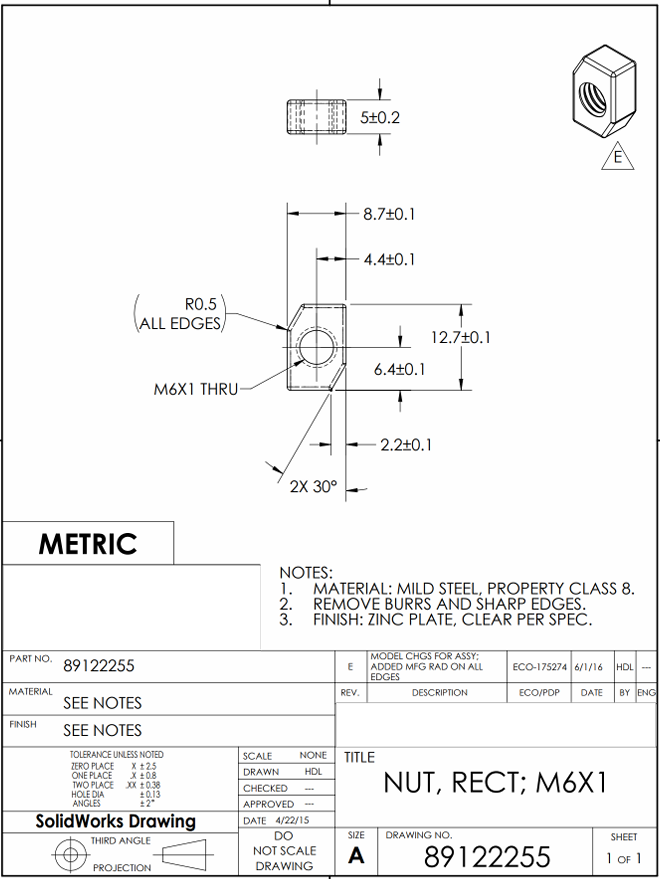 5±0.2
E
8.7±0.1
4.4±0.1
R0.5
(ALL EDGES)
12.7±0.1
6.4±0.1
M6X1 THRU
2.2±0.1
2X 30°
METRIC
NOTES:
1. MATERIAL: MILD STEEL, PROPERTY CLASS 8.
2. REMOVE BURRS AND SHARP EDGES.
3. FINISH: ZINC PLATE, CLEAR PER SPEC.
PART NO. 89122255
E MODEL CHGS FOR ASSY; ADDED MFG RAD ON ALL EDGES ECO-175274 6/1/16 HDL ---
REV. DESCRIPTION ECO/PDP DATE BY ENG
MATERIAL SEE NOTES
FINISH SEE NOTES
TOLERANCE UNLESS NOTED
ZERO PLACE X ±2.5
ONE PLACE .X ±0.8
TWO PLACE .XX ±0.38
HOLE DIA ±0.13
ANGLES ±2°
SolidWorks Drawing
THIRD ANGLE
PROJECTION
SCALE NONE
DRAWN HDL
CHECKED ---
APPROVED ---
DATE 4/22/15
DO
NOT SCALE
DRAWING
TITLE
NUT, RECT; M6X1
SIZE
A
DRAWING NO.
89122255
SHEET
1 OF 1